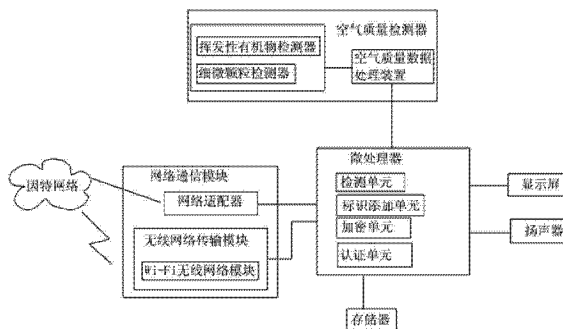 空气质量检测器
挥发性有机物检测器
细微颗粒检测器
空气质量数据
处理装置
微处理器
检测单元
标识添加单元
加密单元
认证单元
网络通信模块
网络适配器
无线网络传输模块
Wi-Fi无线网络模块
因特网络
显示屏
扬声器
存储器